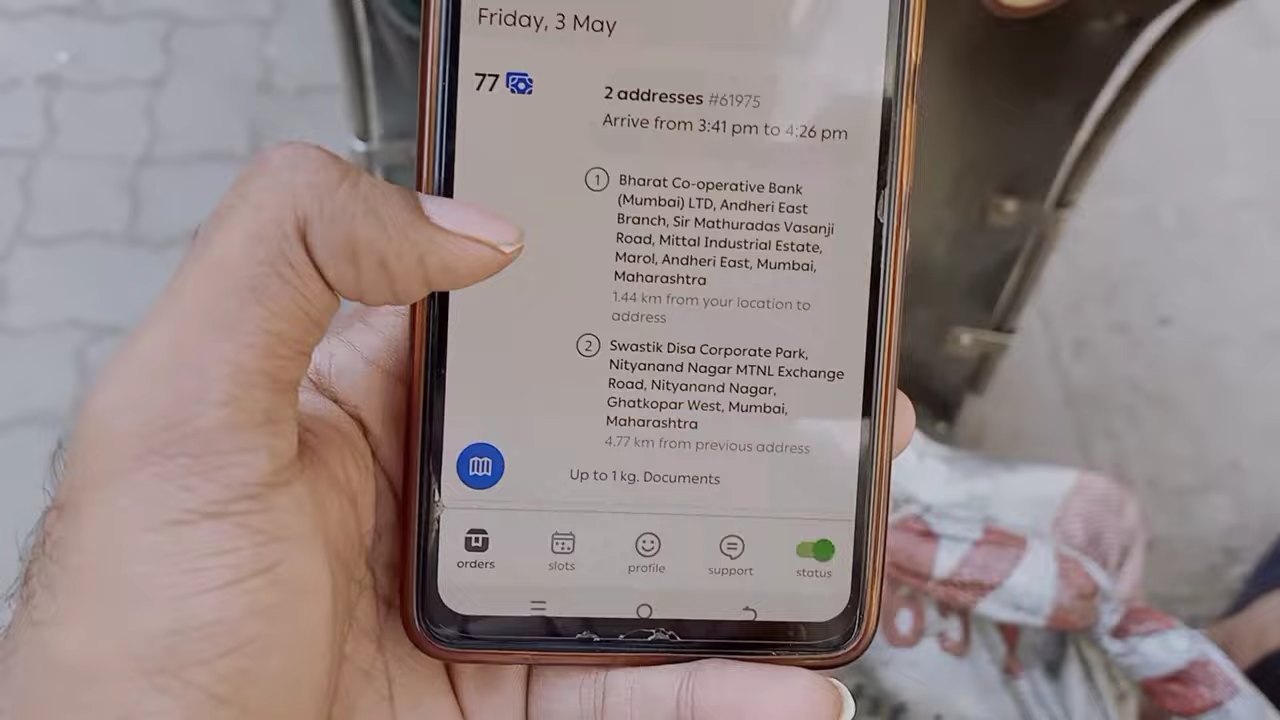 Friday, 3 May
77
2 addresses #61975
Arrive from 3:41 pm to 4:26 pm
1 Bharat Co-operative Bank
(Mumbai) LTD, Andheri East
Branch, Sir Mathuradas Vasanji
Road, Mittal Industrial Estate,
Marol, Andheri East, Mumbai,
Maharashtra
1.44 km from your location to
address
2 Swastik Disa Corporate Park,
Nityanand Nagar MTNL Exchange
Road, Nityanand Nagar,
Ghatkopar West, Mumbai,
Maharashtra
4.77 km from previous address
Up to 1 kg. Documents
orders slots profile support status